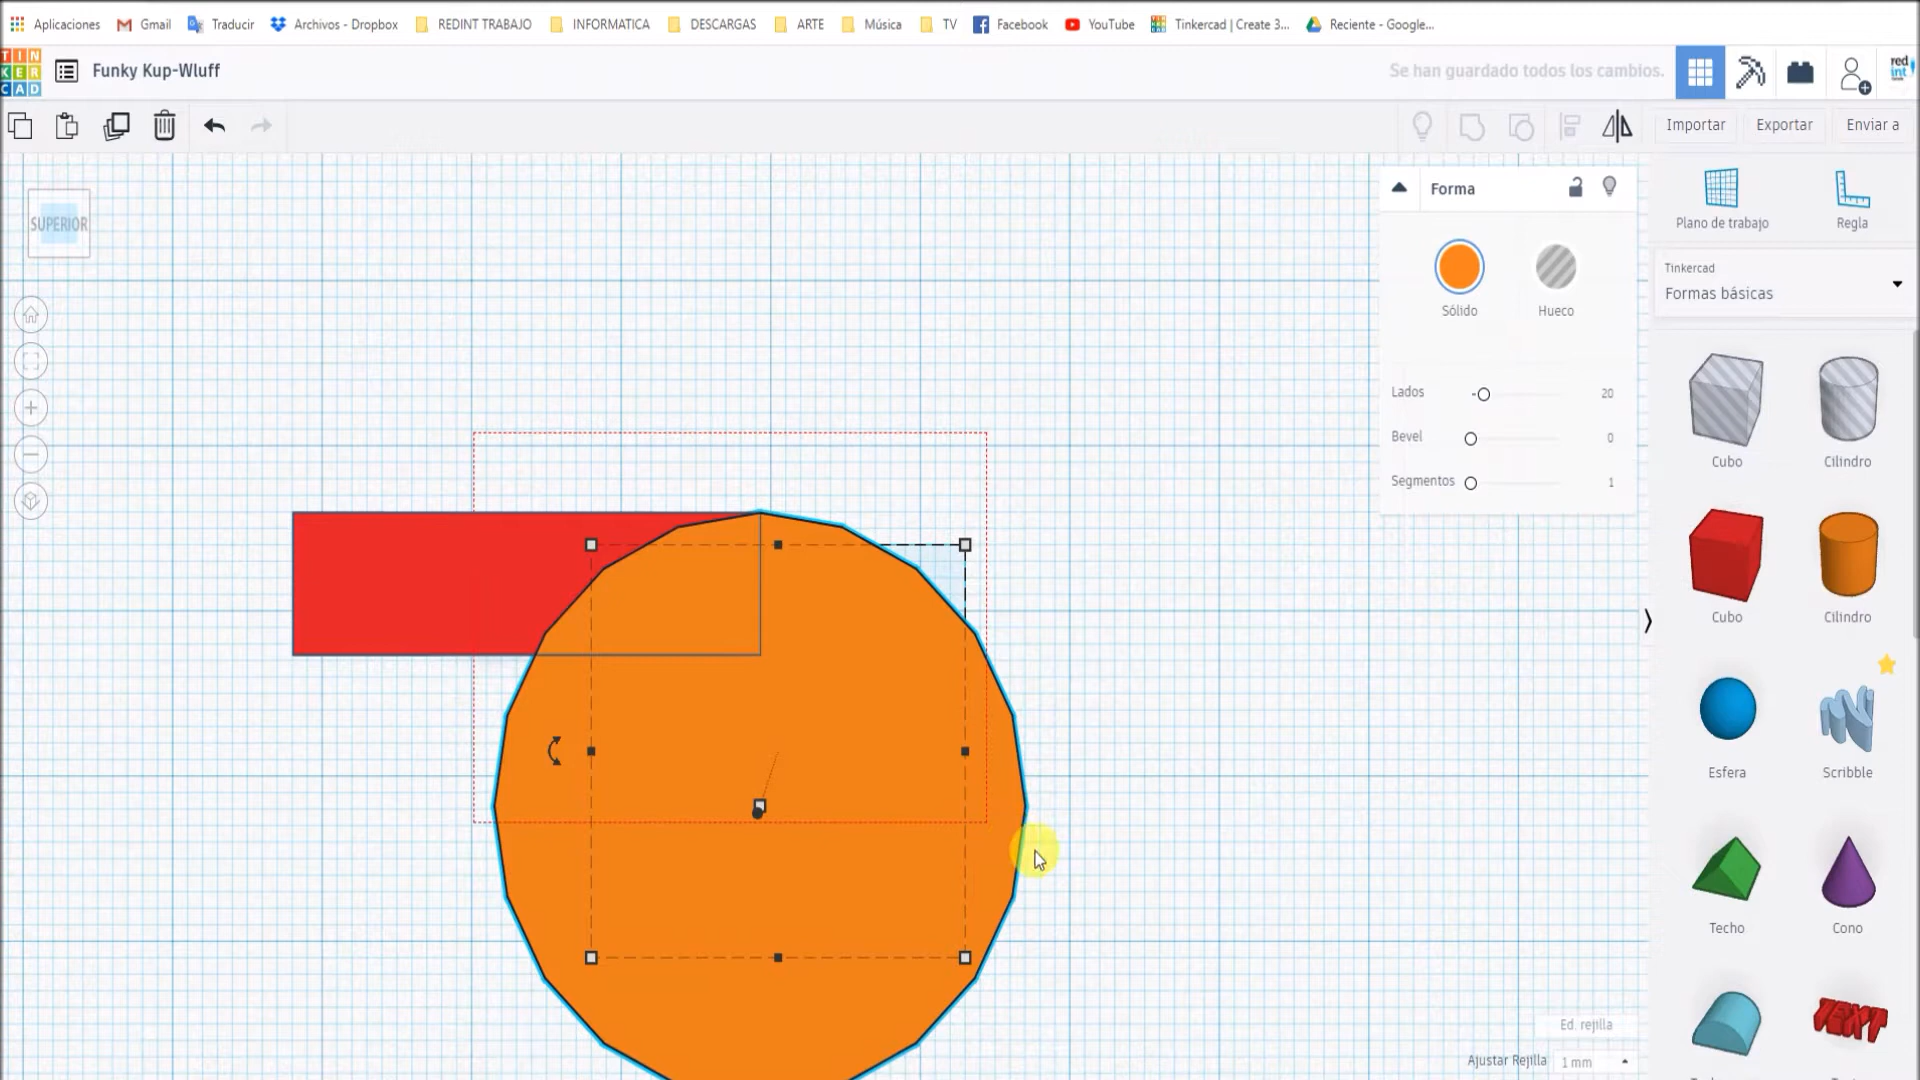 Aplicaciones Gmail Traducir Archivos - Dropbox REDINT TRABAJO INFORMATICA DESCARGAS ARTE Música TV Facebook YouTube Tinkercad | Create 3... Reciente - Google...
TIN
KER
CAD
Funky Kup-Wluff
Se han guardado todos los cambios.
red
int
Importar Exportar Enviar a
SUPERIOR
Forma
Sólido Hueco
Lados 20
Bevel 0
Segmentos 1
Plano de trabajo Regla
Tinkercad
Formas básicas
Cubo Cilindro
Cubo Cilindro
Esfera Scribble
Techo Cono
TEXT
Ed. rejilla
Ajustar Rejilla 1 mm